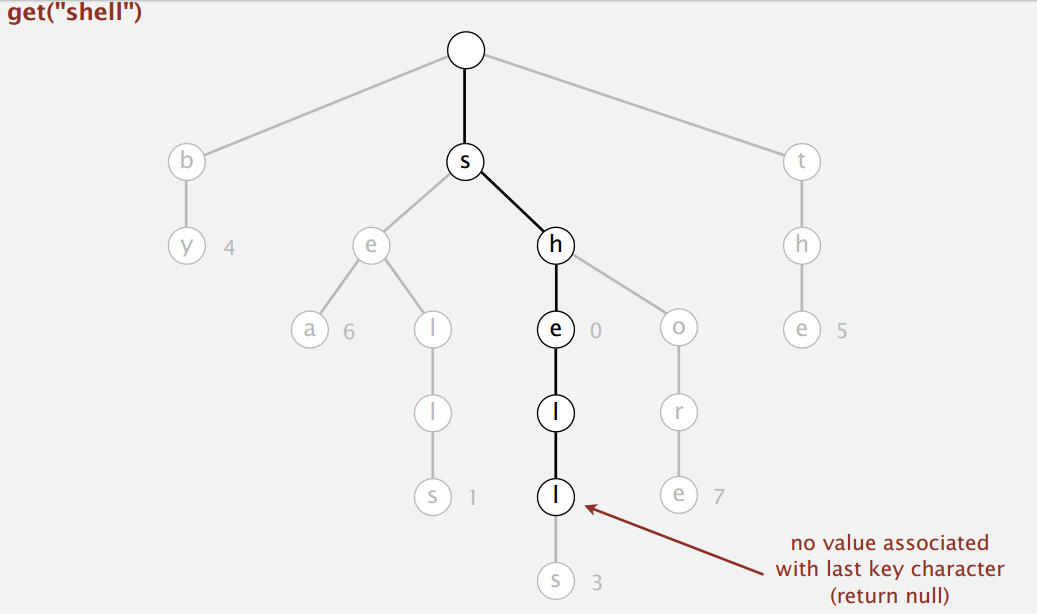 get("shell")
b s t
y 4 e h h
a 6 l e 0 o e 5
l l r
s 1 l e 7
no value associated
with last key character
(return null)
s 3